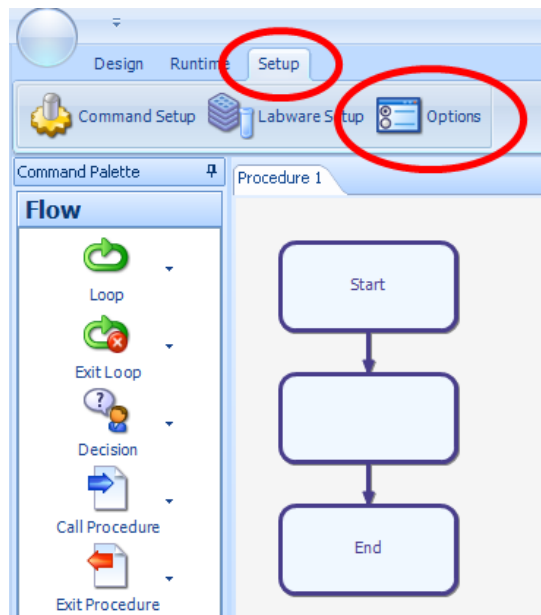 Design Runtime Setup
Command Setup Labware Setup Options
Command Palette
Procedure 1
Flow
Loop
Exit Loop
Decision
Call Procedure
Exit Procedure
Start
End